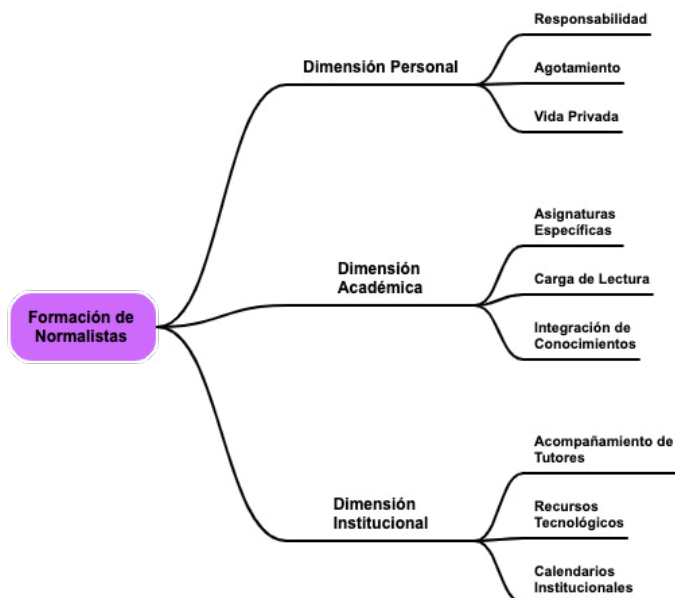 Formación de
Normalistas
Dimensión Personal
Responsabilidad
Agotamiento
Vida Privada
Dimensión
Académica
Asignaturas
Específicas
Carga de Lectura
Integración de
Conocimientos
Dimensión
Institucional
Acompañamiento de
Tutores
Recursos
Tecnológicos
Calendarios
Institucionales